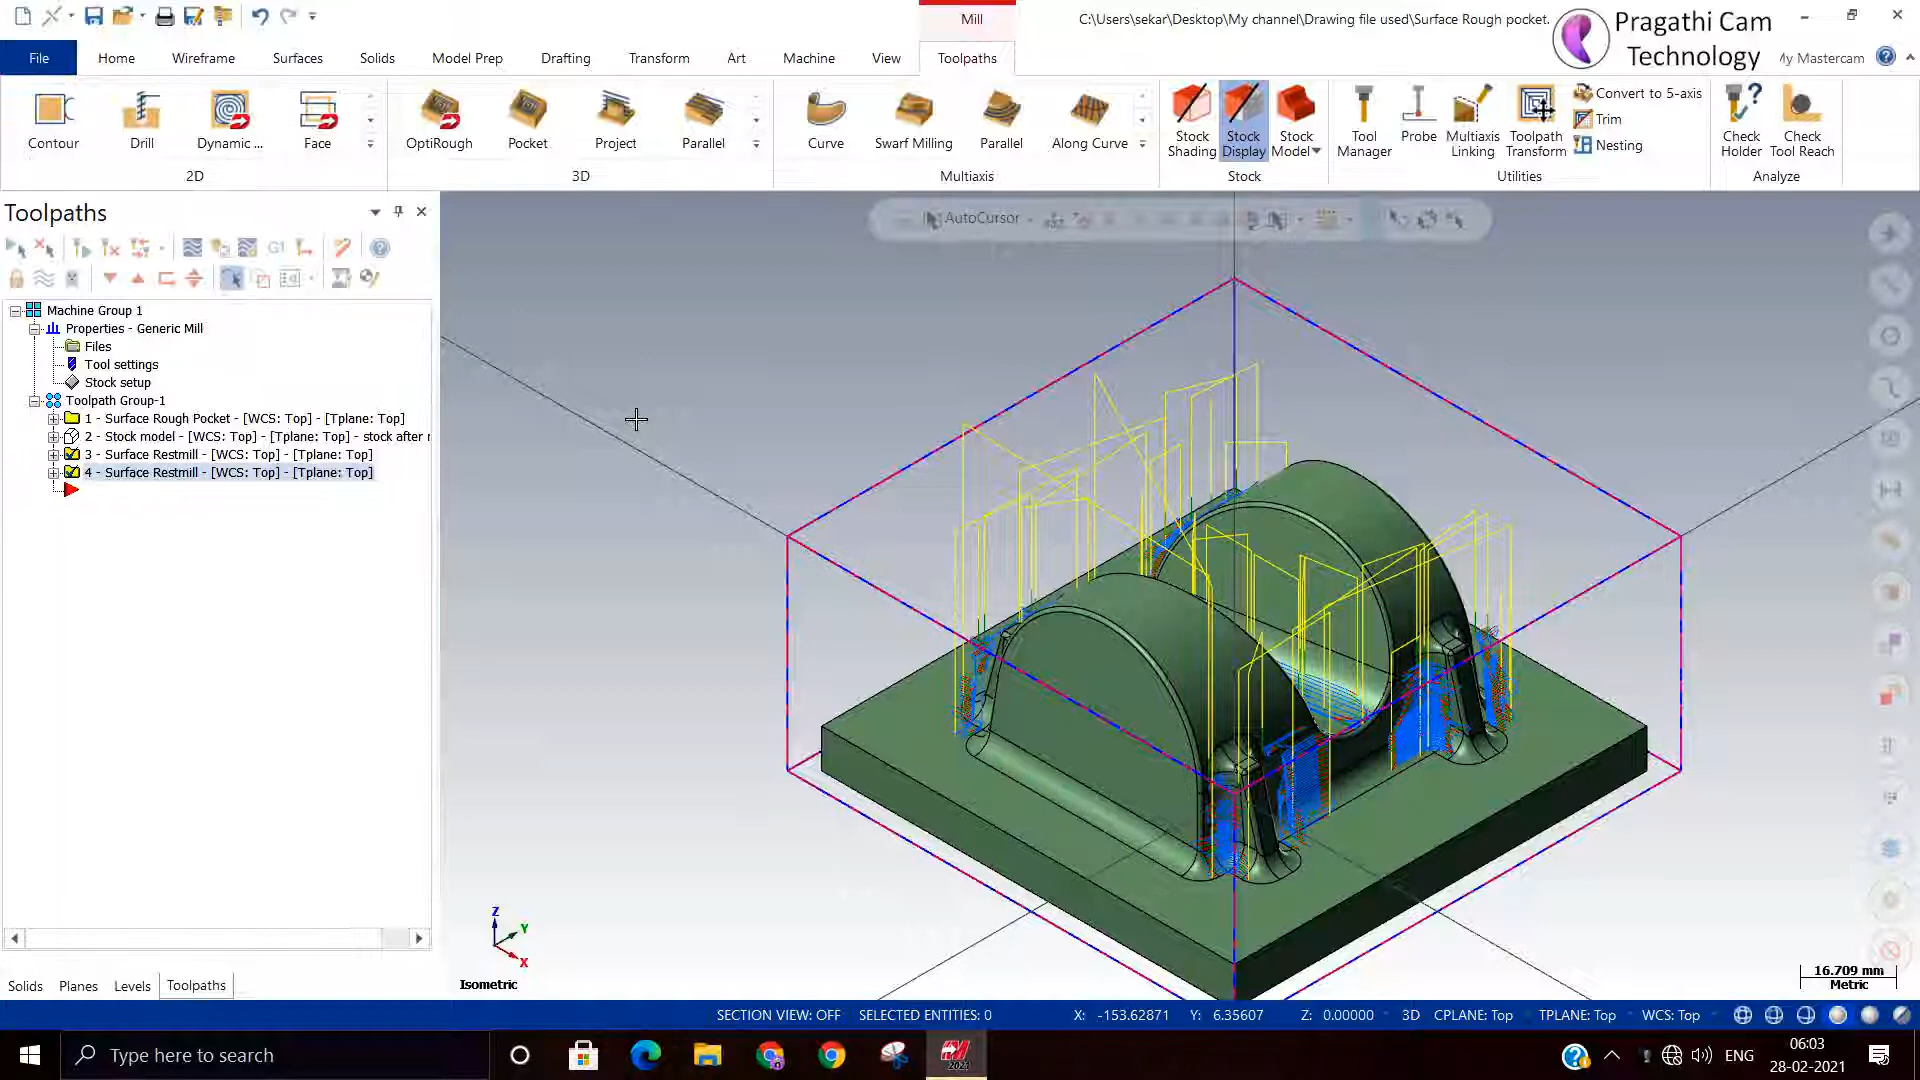 Mill
C:\Users\sekar\Desktop\My channel\Drawing file used\Surface Rough pocket.
Pragathi Cam
Technology
File
Home
Wireframe
Surfaces
Solids
Model Prep
Drafting
Transform
Art
Machine
View
Toolpaths
My Mastercam
Contour
Drill
Dynamic ...
Face
OptiRough
Pocket
Project
Parallel
Curve
Swarf Milling
Parallel
Along Curve
Stock
Shading
Stock
Display
Stock
Model
Tool
Manager
Probe
Multiaxis
Linking
Toolpath
Transform
Convert to 5-axis
Trim
Nesting
Check
Holder
Check
Tool Reach
2D
3D
Multiaxis
Stock
Utilities
Analyze
Toolpaths
AutoCursor
G1
Machine Group 1
Properties - Generic Mill
Files
Tool settings
Stock setup
Toolpath Group-1
1 - Surface Rough Pocket - [WCS: Top] - [Tplane: Top]
2 - Stock model - [WCS: Top] - [Tplane: Top] - stock after r
3 - Surface Restmill - [WCS: Top] - [Tplane: Top]
4 - Surface Restmill - [WCS: Top] - [Tplane: Top]
Z
Y
X
Isometric
16.709 mm
Metric
Solids
Planes
Levels
Toolpaths
SECTION VIEW: OFF
SELECTED ENTITIES: 0
X: -153.62871
Y: 6.35607
Z: 0.00000
3D
CPLANE: Top
TPLANE: Top
WCS: Top
Type here to search
2021
ENG
06:03
28-02-2021